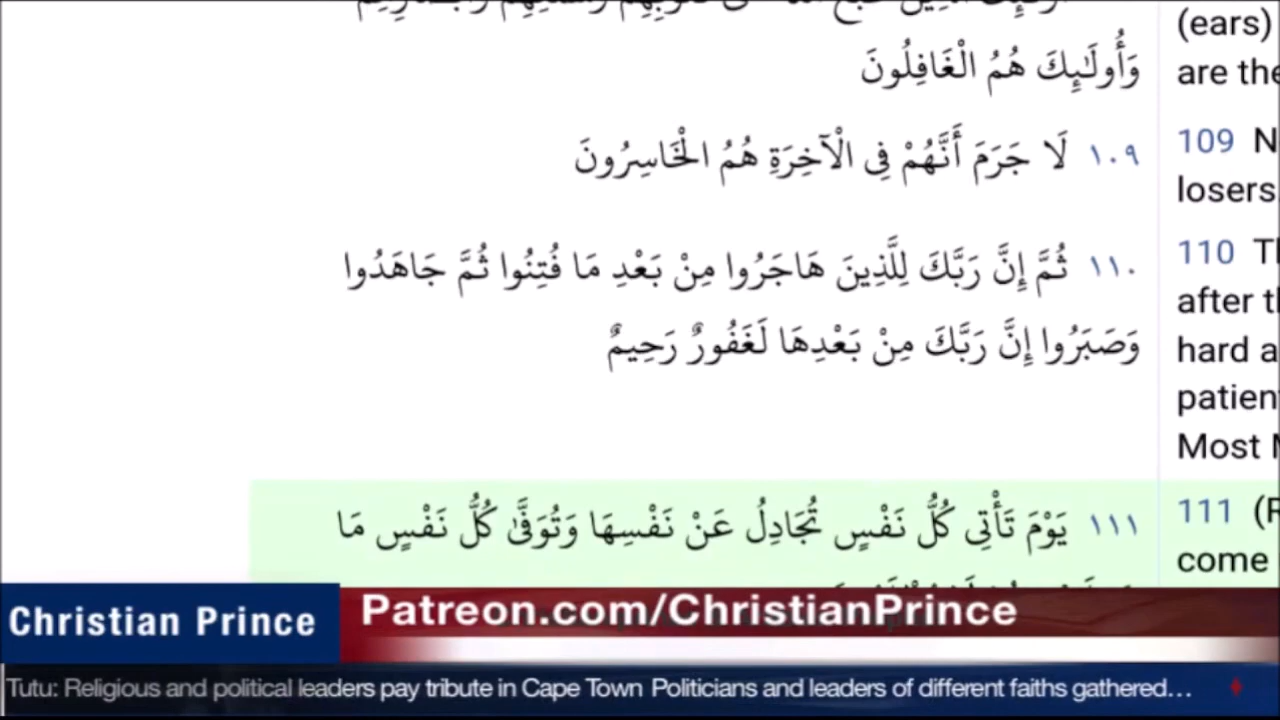 وَأُولَٰئِكَ هُمُ الْغَافِلُونَ
١٠٩ لَا جَرَمَ أَنَّهُمْ فِي الْآخِرَةِ هُمُ الْخَاسِرُونَ
١١٠ ثُمَّ إِنَّ رَبَّكَ لِلَّذِينَ هَاجَرُوا مِنْ بَعْدِ مَا فُتِنُوا ثُمَّ جَاهَدُوا
وَصَبَرُوا إِنَّ رَبَّكَ مِنْ بَعْدِهَا لَغَفُورٌ رَحِيمٌ
١١١ يَوْمَ تَأْتِي كُلُّ نَفْسٍ تُجَادِلُ عَنْ نَفْسِهَا وَتُوَفَّىٰ كُلُّ نَفْسٍ مَا
(ears)
are the
109 N
losers
110 Th
after th
hard a
patien
Most M
111 (R
come
Christian Prince
Patreon.com/ChristianPrince
Tutu: Religious and political leaders pay tribute in Cape Town Politicians and leaders of different faiths gathered...